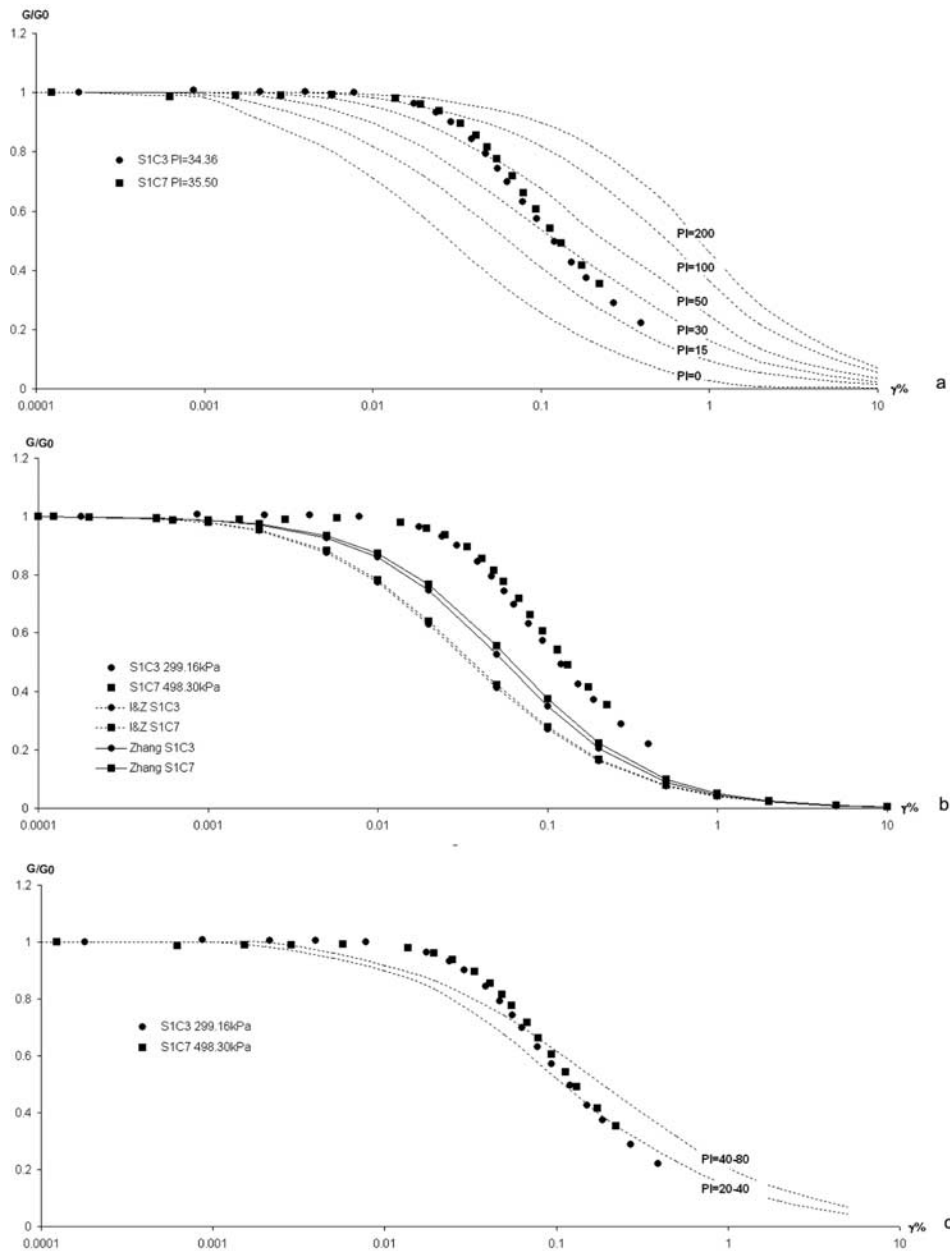 G/G0
1.2
1
0.8
0.6
0.4
0.2
0
S1C3 PI=34.36
S1C7 PI=35.50
PI=200
PI=100
PI=50
PI=30
PI=15
PI=0
0.0001 0.001 0.01 0.1 1 10
γ%
a
G/G0
1.2
1
0.8
0.6
0.4
0.2
0
S1C3 299.16kPa
S1C7 498.30kPa
I&Z S1C3
I&Z S1C7
Zhang S1C3
Zhang S1C7
0.0001 0.001 0.01 0.1 1 10
γ%
b
G/G0
1.2
1
0.8
0.6
0.4
0.2
0
S1C3 299.16kPa
S1C7 498.30kPa
PI=40-80
PI=20-40
0.0001 0.001 0.01 0.1 1 10
γ%